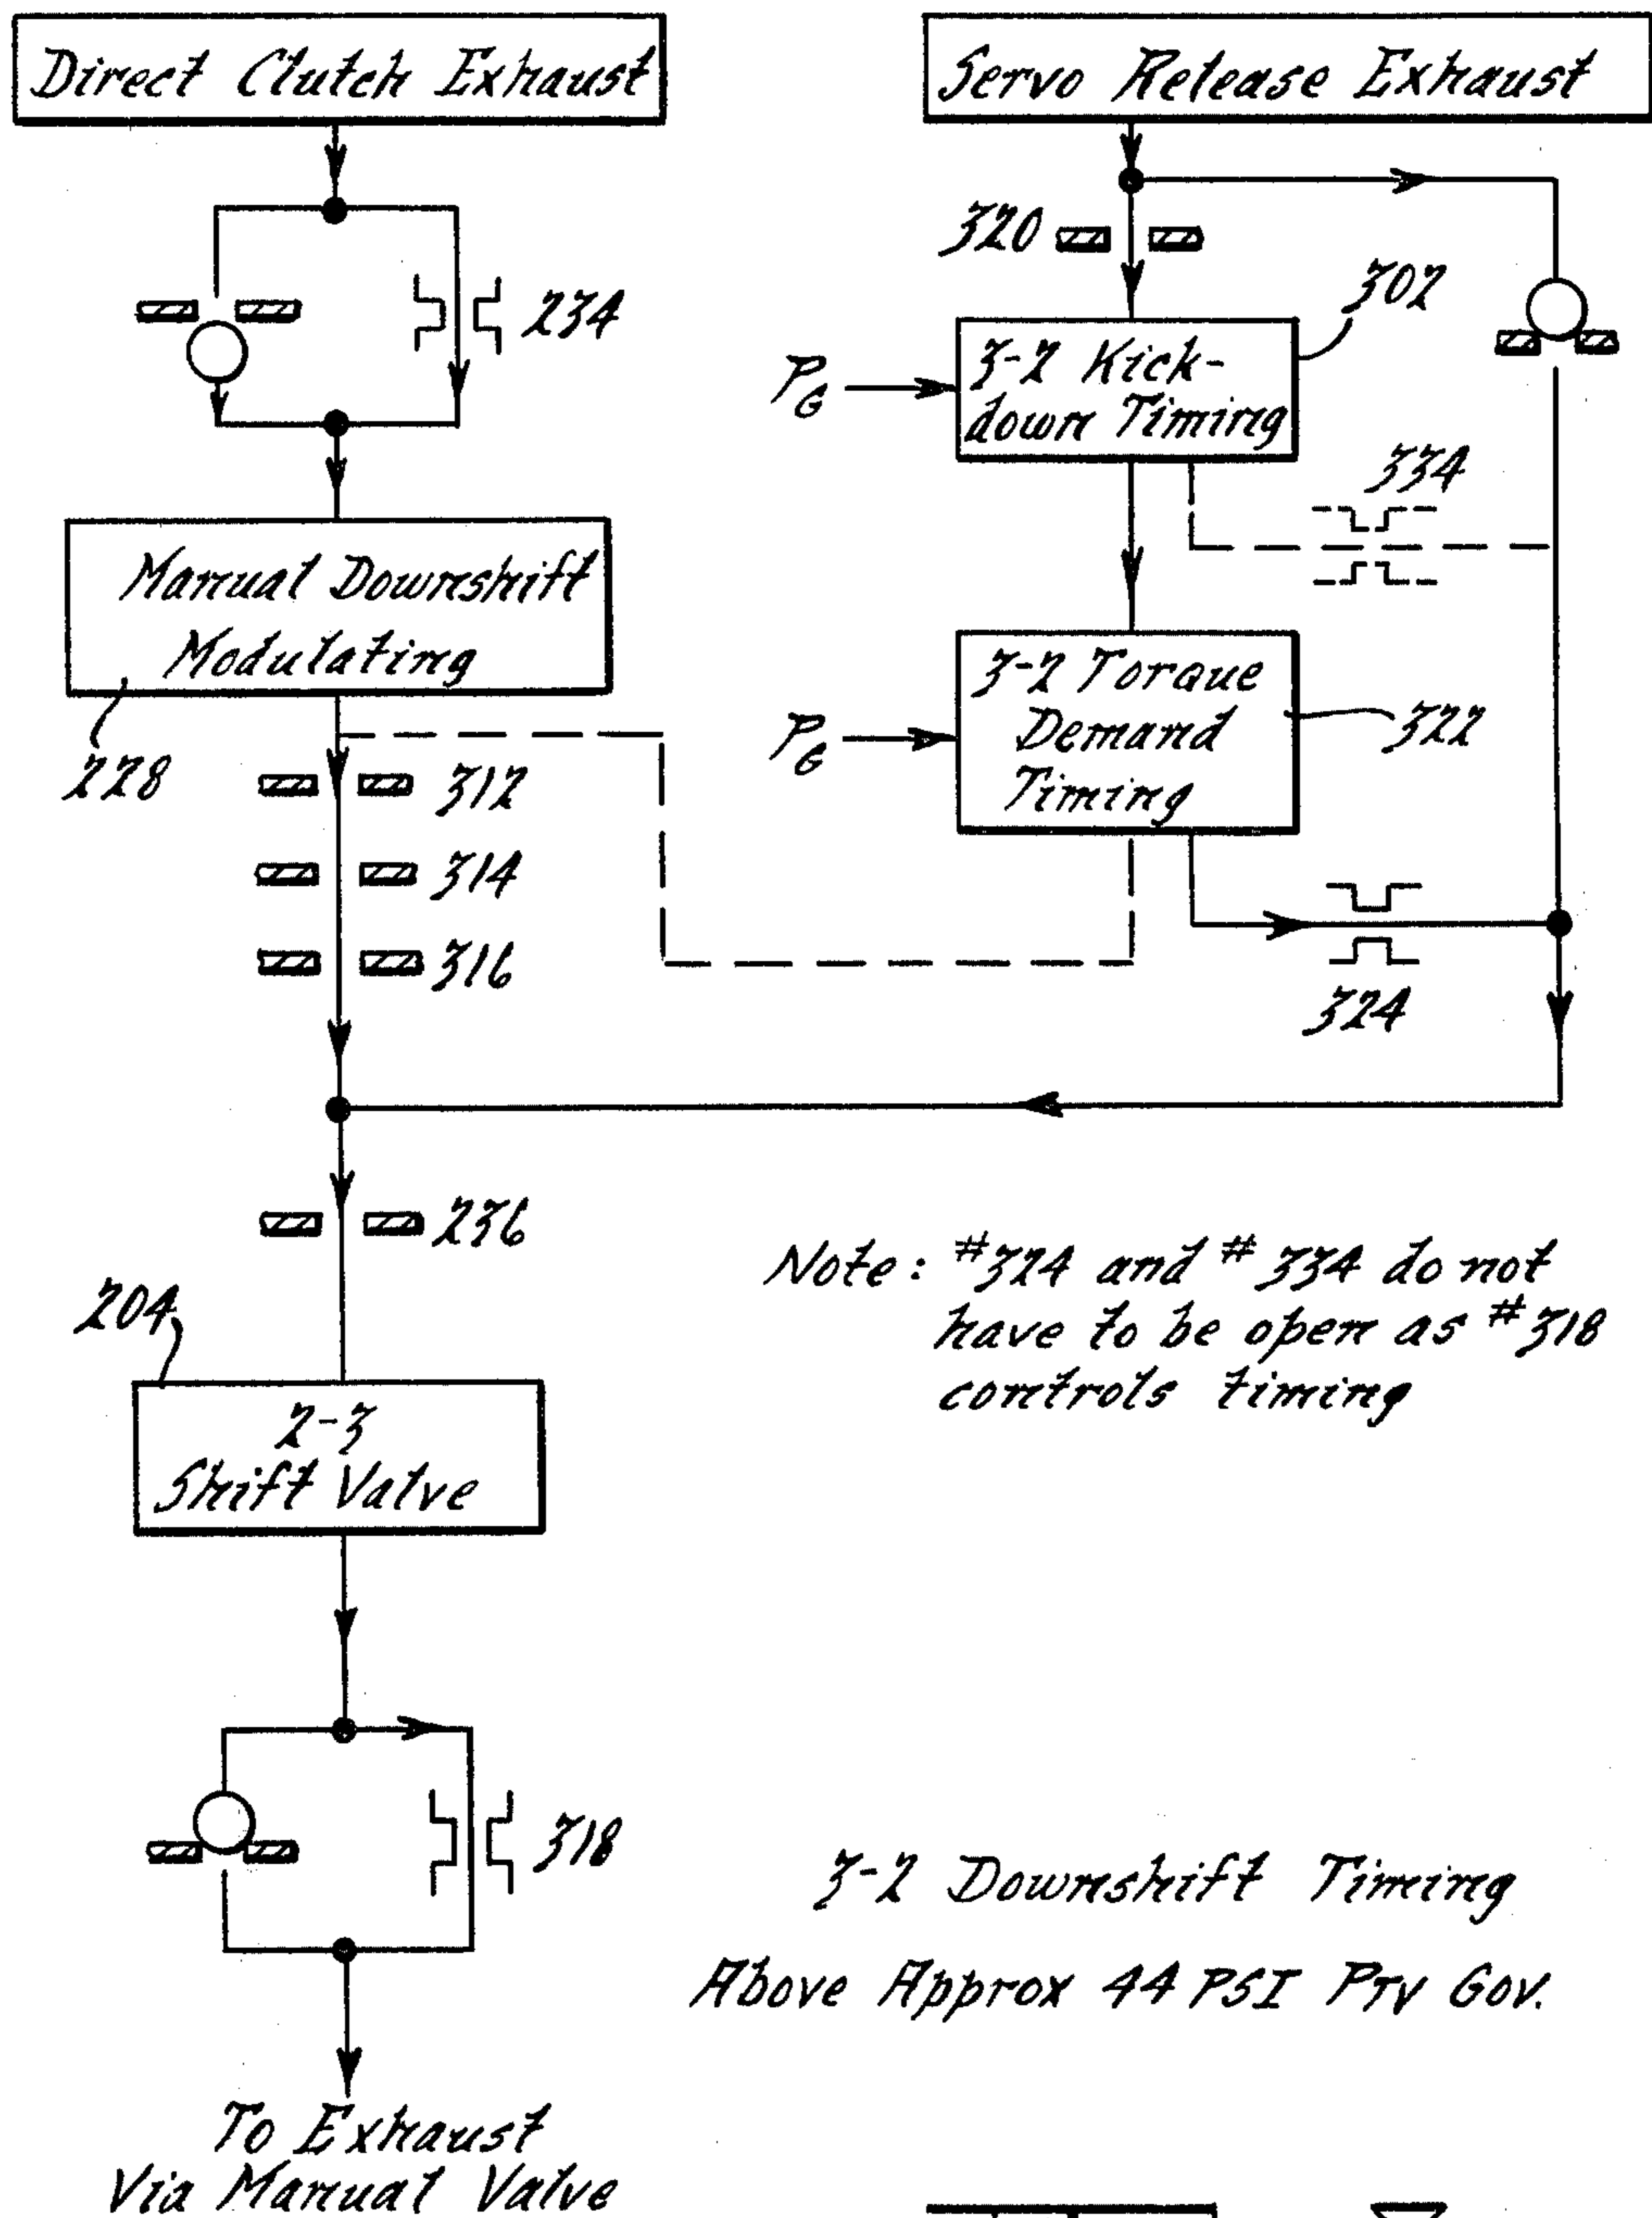 Direct Clutch Exhaust
Servo Release Exhaust
234
320
302
PG
3-2 Kick-
down Timing
334
Manual Downshift
Modulating
228
PG
3-2 Torque
Demand
Timing
322
312
314
316
324
236
Note: #324 and #334 do not
have to be open as #318
controls timing
204
2-3
Shift Valve
318
3-2 Downshift Timing
Above Approx 44 PSI PTV Gov.
To Exhaust
Via Manual Valve